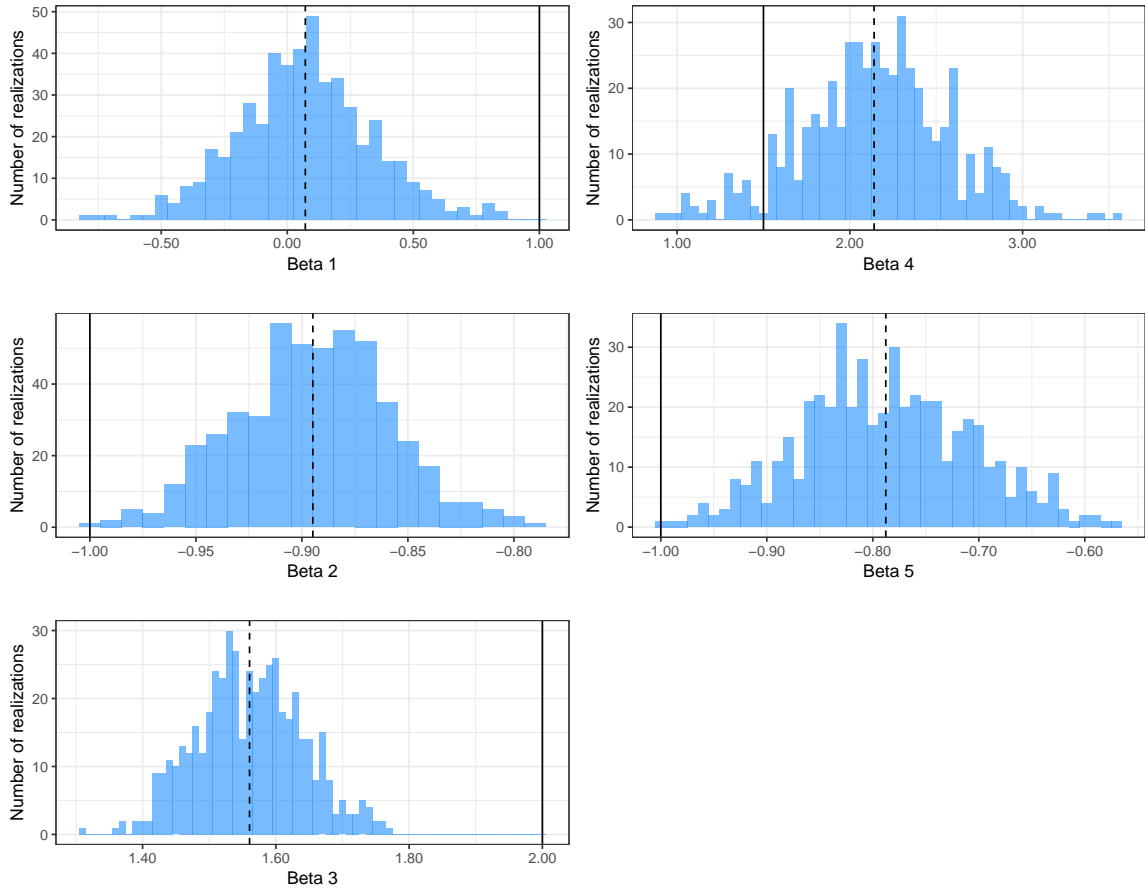 Number of realizations
50
40
30
20
10
0
−0.50 0.00 0.50 1.00
Beta 1
Number of realizations
30
20
10
0
1.00 2.00 3.00
Beta 4
Number of realizations
40
20
0
−1.00 −0.95 −0.90 −0.85 −0.80
Beta 2
Number of realizations
30
20
10
0
−1.00 −0.90 −0.80 −0.70 −0.60
Beta 5
Number of realizations
30
20
10
0
1.40 1.60 1.80 2.00
Beta 3